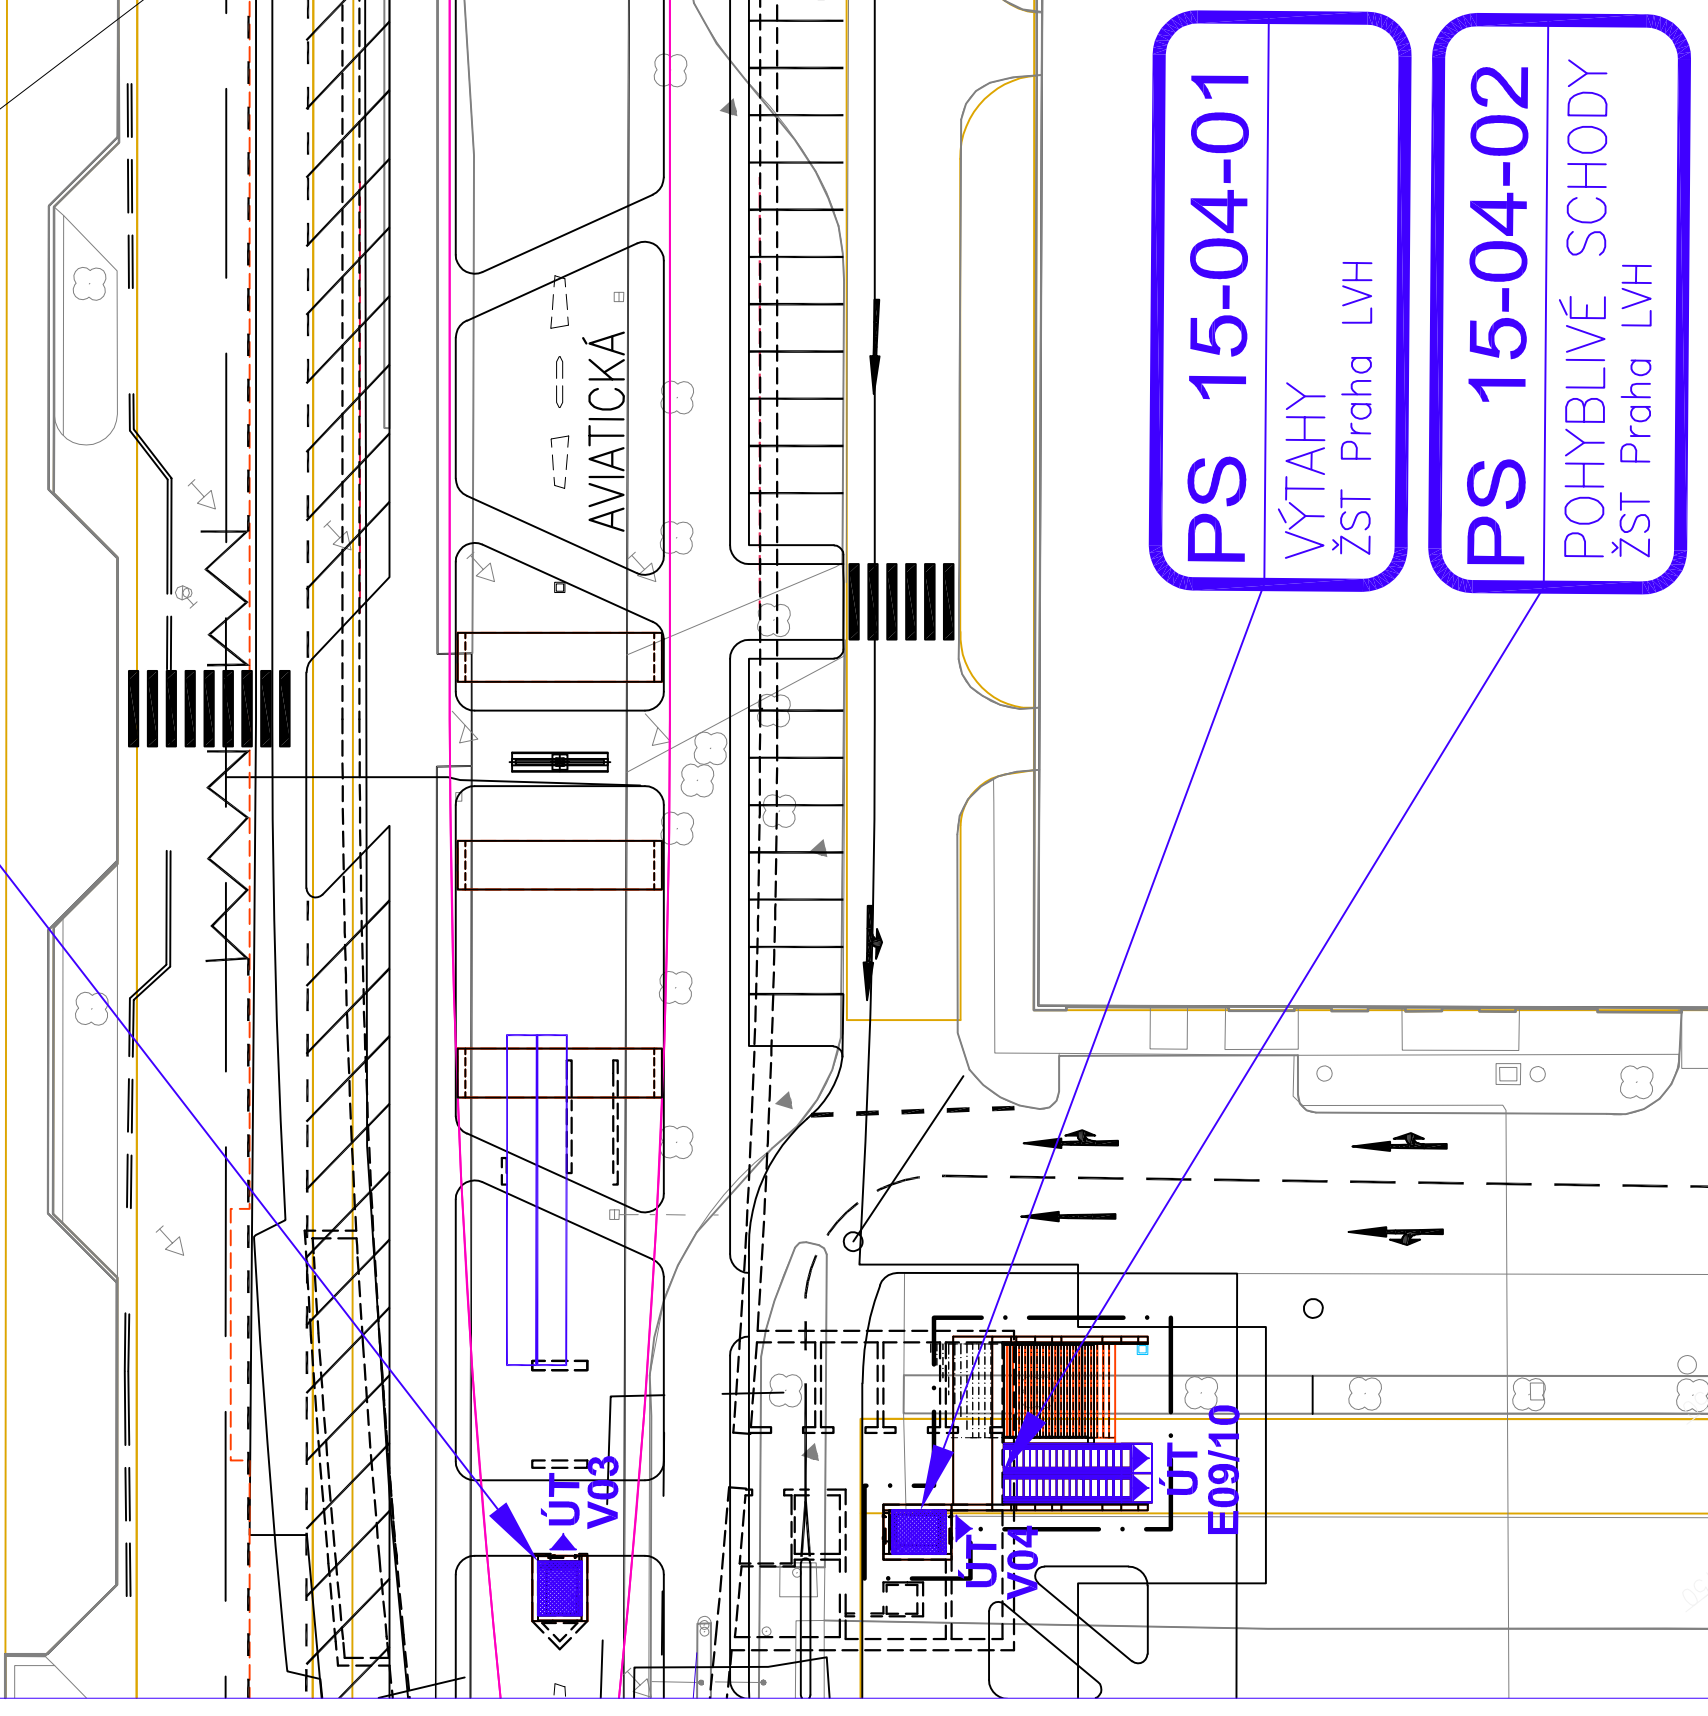 PS 15-04-01
VÝTAHY
ŽST Praha LVH
PS 15-04-02
POHYBLIVÉ SCHODY
ŽST Praha LVH
AVIATICKÁ
ÚT
V03
ÚT
V04
ÚT
E09/10